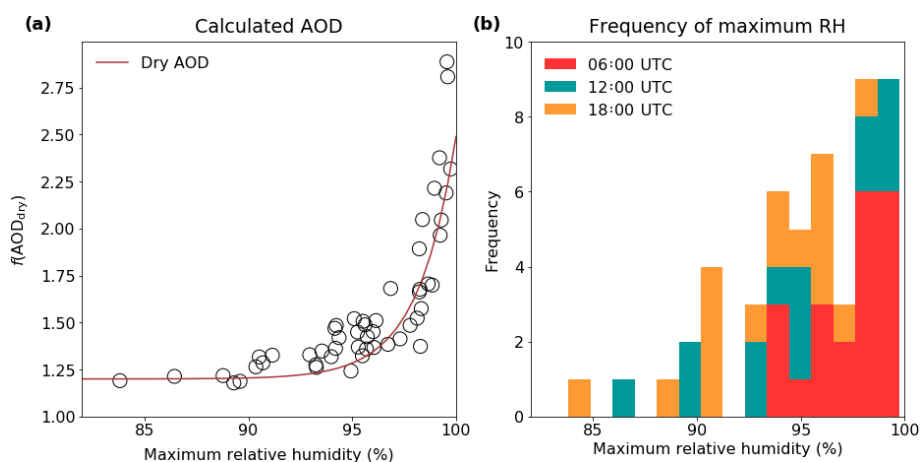 (a)
Calculated AOD
Dry AOD
2.75
2.50
2.25
2.00
1.75
1.50
1.25
1.00
f(AOD_dry)
85
90
95
100
Maximum relative humidity (%)
(b)
Frequency of maximum RH
06:00 UTC
12:00 UTC
18:00 UTC
10
8
6
4
2
0
Frequency
85
90
95
100
Maximum relative humidity (%)